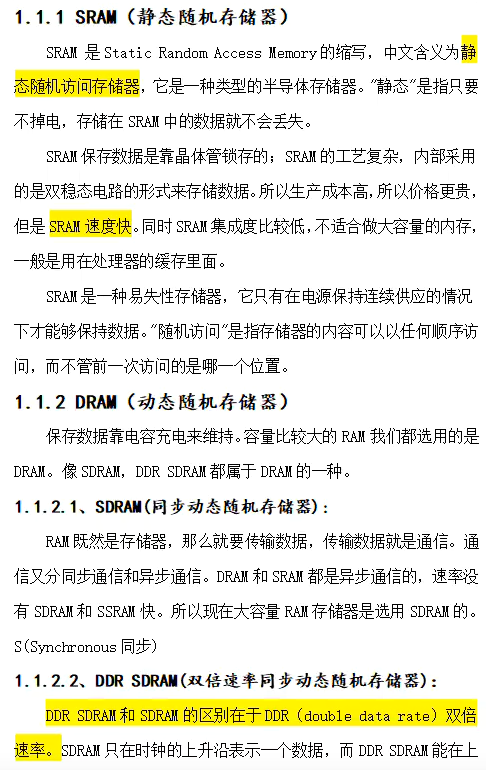 1.1.1 SRAM（静态随机存储器）
SRAM 是 Static Random Access Memory 的缩写，中文含义为静
态随机访问存储器，它是一种类型的半导体存储器。"静态"是指只要
不掉电，存储在 SRAM 中的数据就不会丢失。
SRAM 保存数据是靠晶体管锁存的；SRAM 的工艺复杂，内部采用
的是双稳态电路的形式来存储数据。所以生产成本高，所以价格更贵，
但是 SRAM 速度快。同时 SRAM 集成度比较低，不适合做大容量的内存，
一般是用在处理器的缓存里面。
SRAM 是一种易失性存储器，它只有在电源保持连续供应的情况
下才能够保持数据。"随机访问"是指存储器的内容可以以任何顺序访
问，而不管前一次访问的是哪一个位置。
1.1.2 DRAM（动态随机存储器）
保存数据靠电容充电来维持。容量比较大的 RAM 我们都选用的是
DRAM。像 SDRAM，DDR SDRAM 都属于 DRAM 的一种。
1.1.2.1、SDRAM(同步动态随机存储器)：
RAM 既然是存储器，那么就要传输数据，传输数据就是通信。通
信又分同步通信和异步通信。DRAM 和 SRAM 都是异步通信的，速率没
有 SDRAM 和 SSRAM 快。所以现在大容量 RAM 存储器是选用 SDRAM 的。
S(Synchronous 同步)
1.1.2.2、DDR SDRAM(双倍速率同步动态随机存储器)：
DDR SDRAM 和 SDRAM 的区别在于 DDR（double data rate）双倍
速率。SDRAM 只在时钟的上升沿表示一个数据，而 DDR SDRAM 能在上